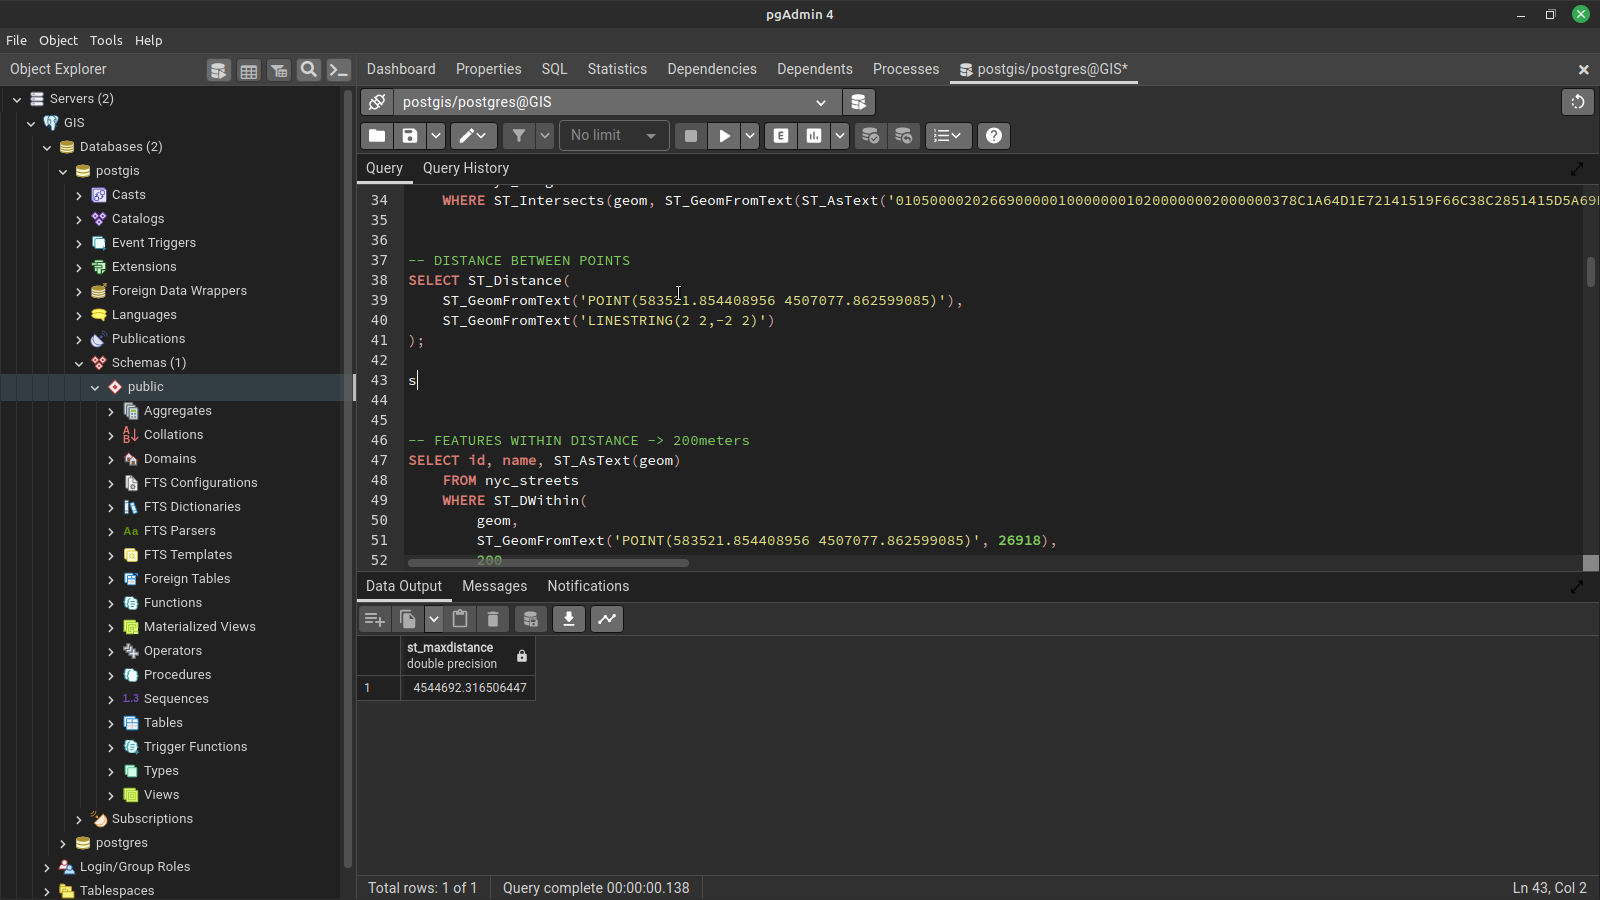 pgAdmin 4
File Object Tools Help
Object Explorer
Dashboard Properties SQL Statistics Dependencies Dependents Processes postgis/postgres@GIS*
Servers (2)
GIS
Databases (2)
postgis
Casts
Catalogs
Event Triggers
Extensions
Foreign Data Wrappers
Languages
Publications
Schemas (1)
public
Aggregates
Collations
Domains
FTS Configurations
FTS Dictionaries
FTS Parsers
FTS Templates
Foreign Tables
Functions
Materialized Views
Operators
Procedures
1.3 Sequences
Tables
Trigger Functions
Types
Views
Subscriptions
postgres
Login/Group Roles
Tablespaces
postgis/postgres@GIS
No limit
E
Query Query History
34 WHERE ST_Intersects(geom, ST_GeomFromText(ST_AsText('01050000202669000001000000010200000002000000378C1A64D1E72141519F66C38C2851415D5A69
35
36
37 -- DISTANCE BETWEEN POINTS
38 SELECT ST_Distance(
39 ST_GeomFromText('POINT(583521.854408956 4507077.862599085)'),
40 ST_GeomFromText('LINESTRING(2 2,-2 2)')
41 );
42
43 s
44
45
46 -- FEATURES WITHIN DISTANCE -> 200meters
47 SELECT id, name, ST_AsText(geom)
48 FROM nyc_streets
49 WHERE ST_DWithin(
50 geom,
51 ST_GeomFromText('POINT(583521.854408956 4507077.862599085)', 26918),
52 200
Data Output Messages Notifications
st_maxdistance
double precision
1 4544692.316506447
Total rows: 1 of 1 Query complete 00:00:00.138 Ln 43, Col 2